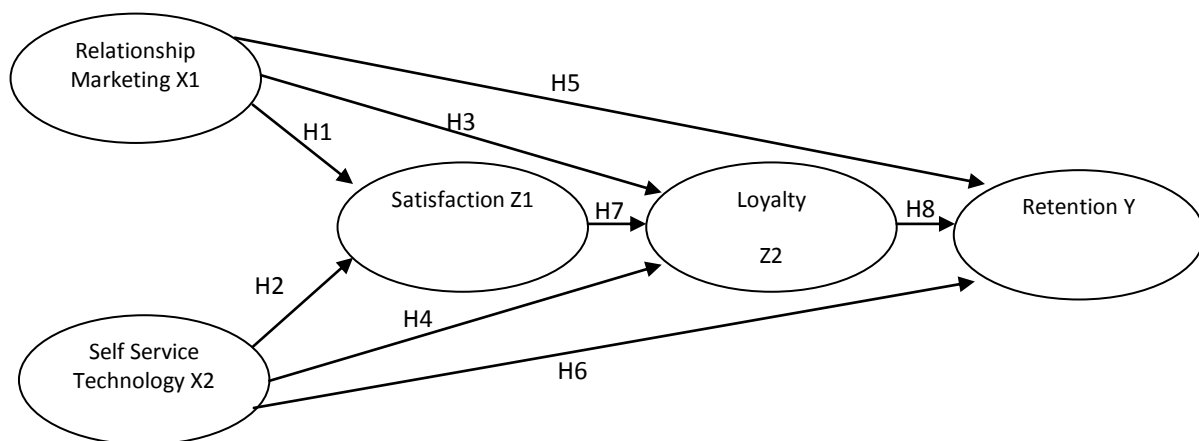 Relationship
Marketing X1
H5
H3
H1
Satisfaction Z1
H7
Loyalty
Z2
H8
Retention Y
H2
H4
H6
Self Service
Technology X2